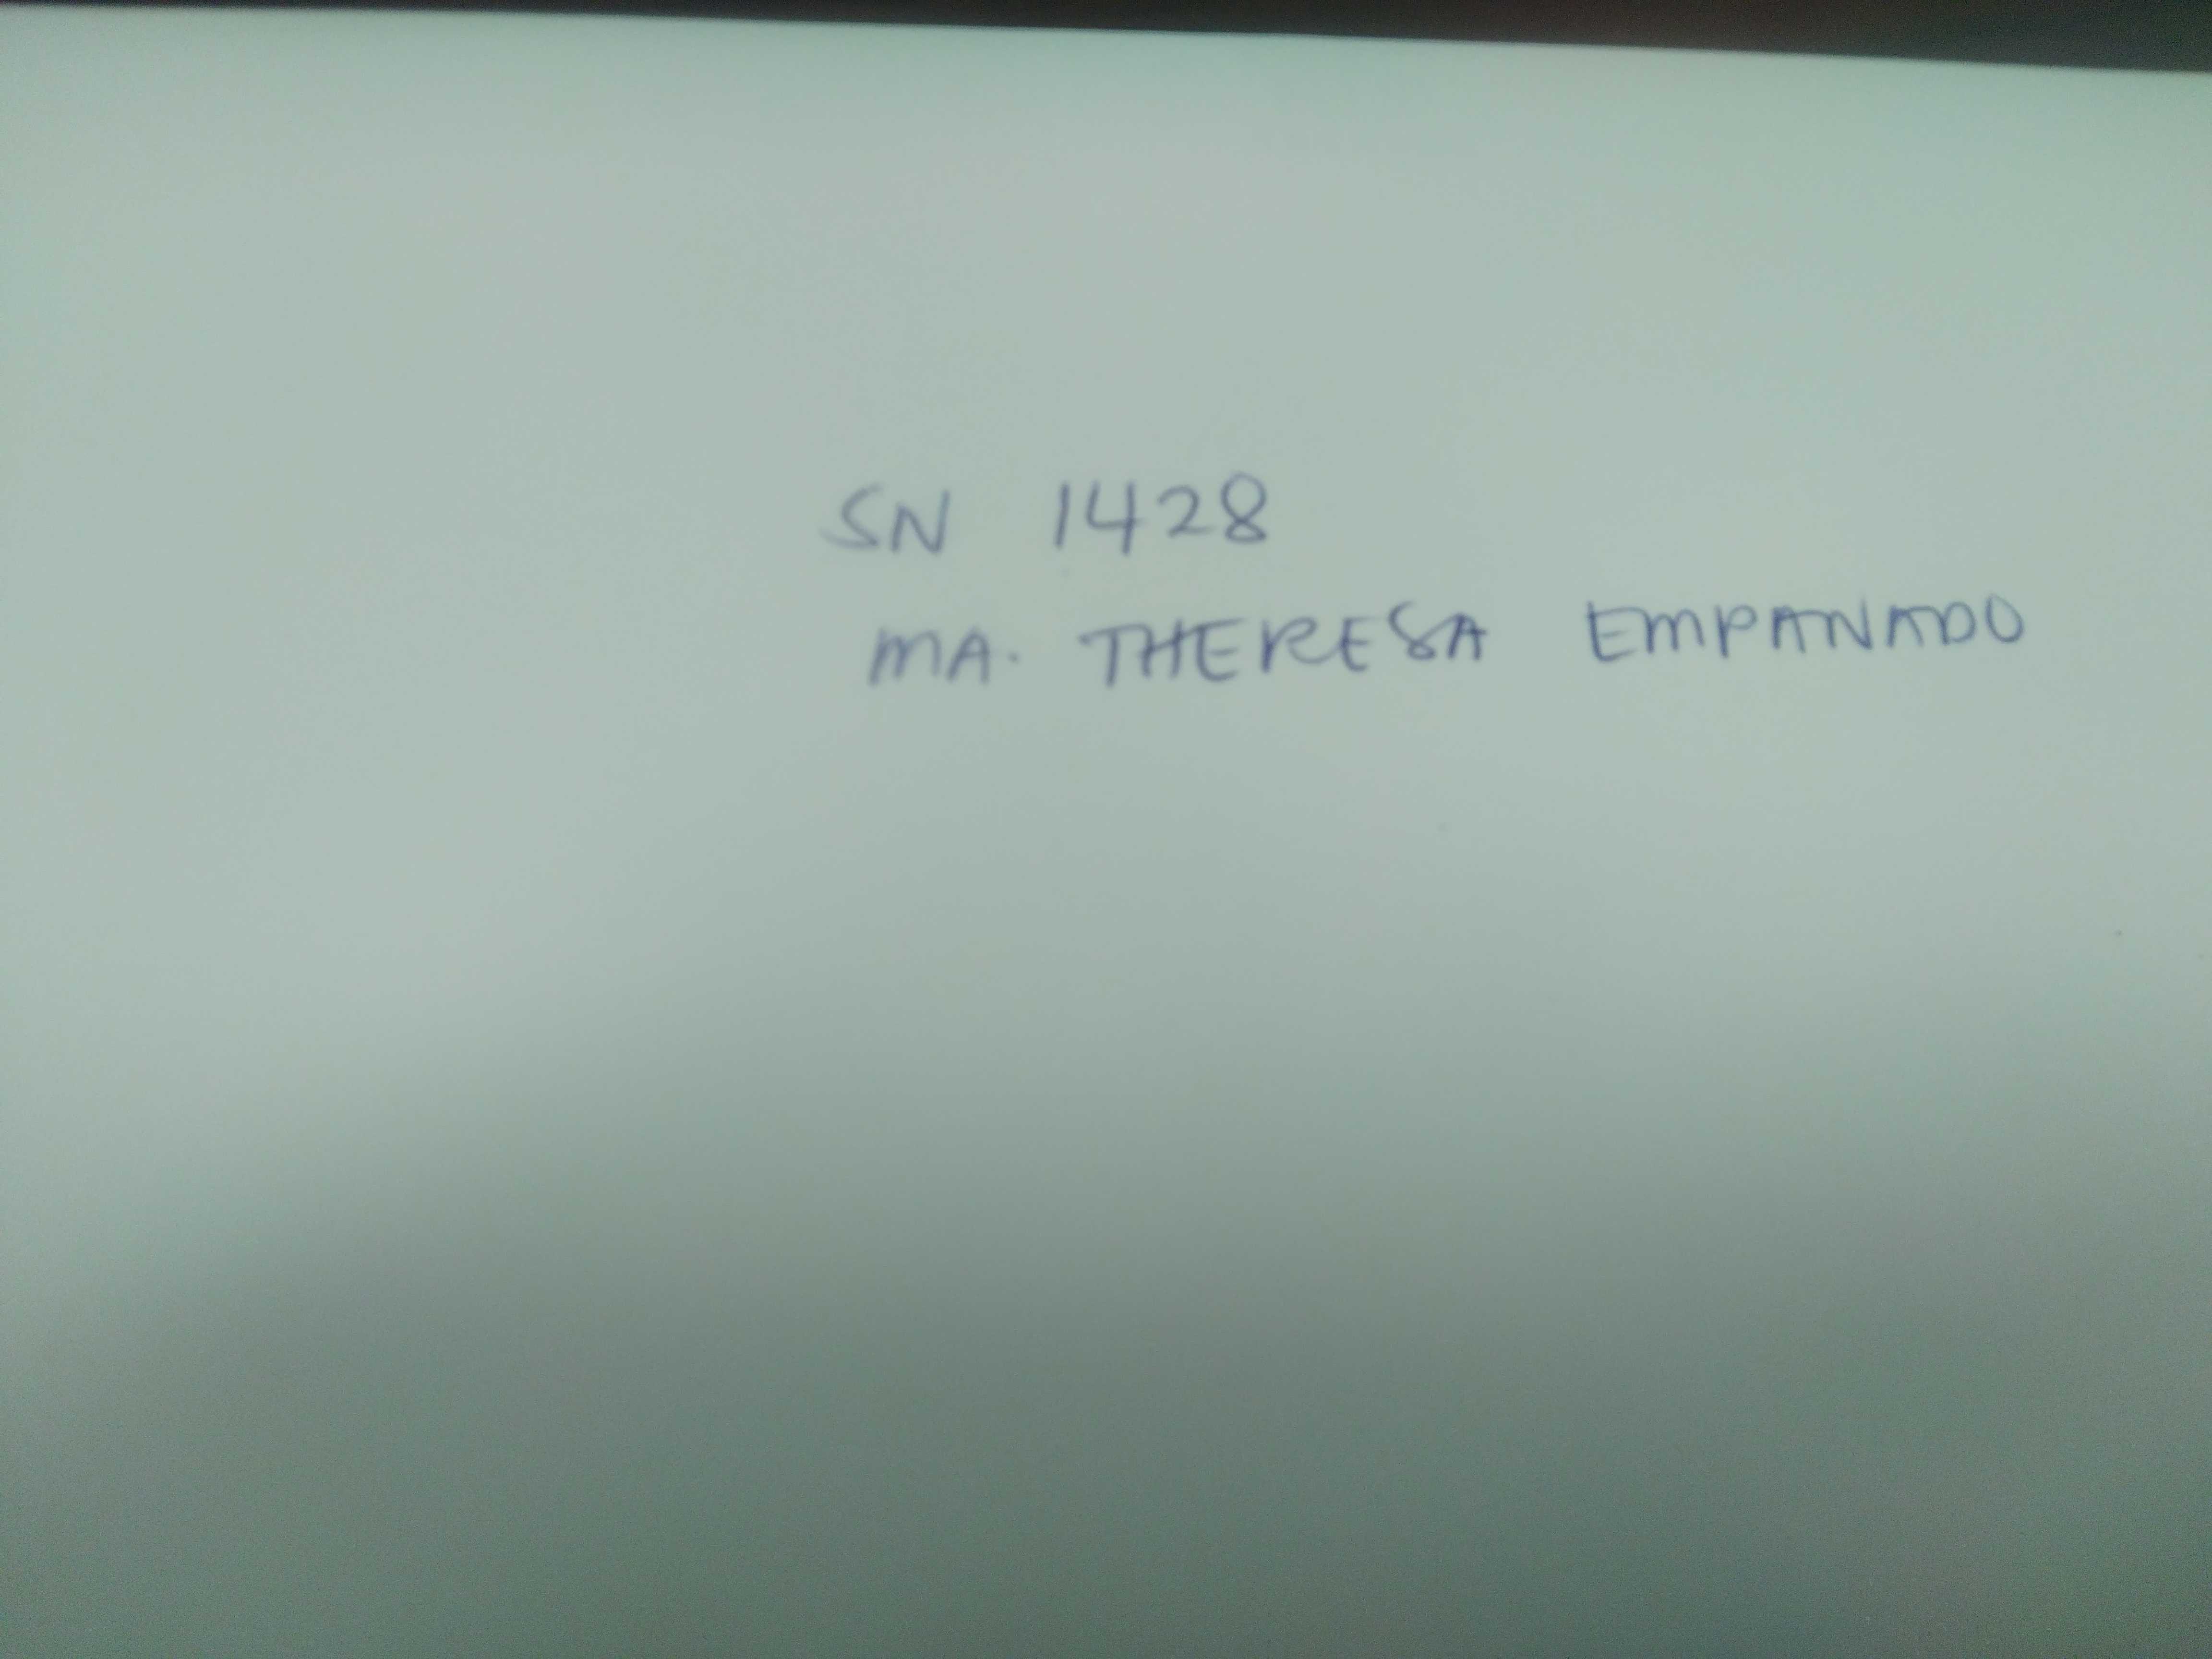 SN 1428
MA. THERESA EMPANADO